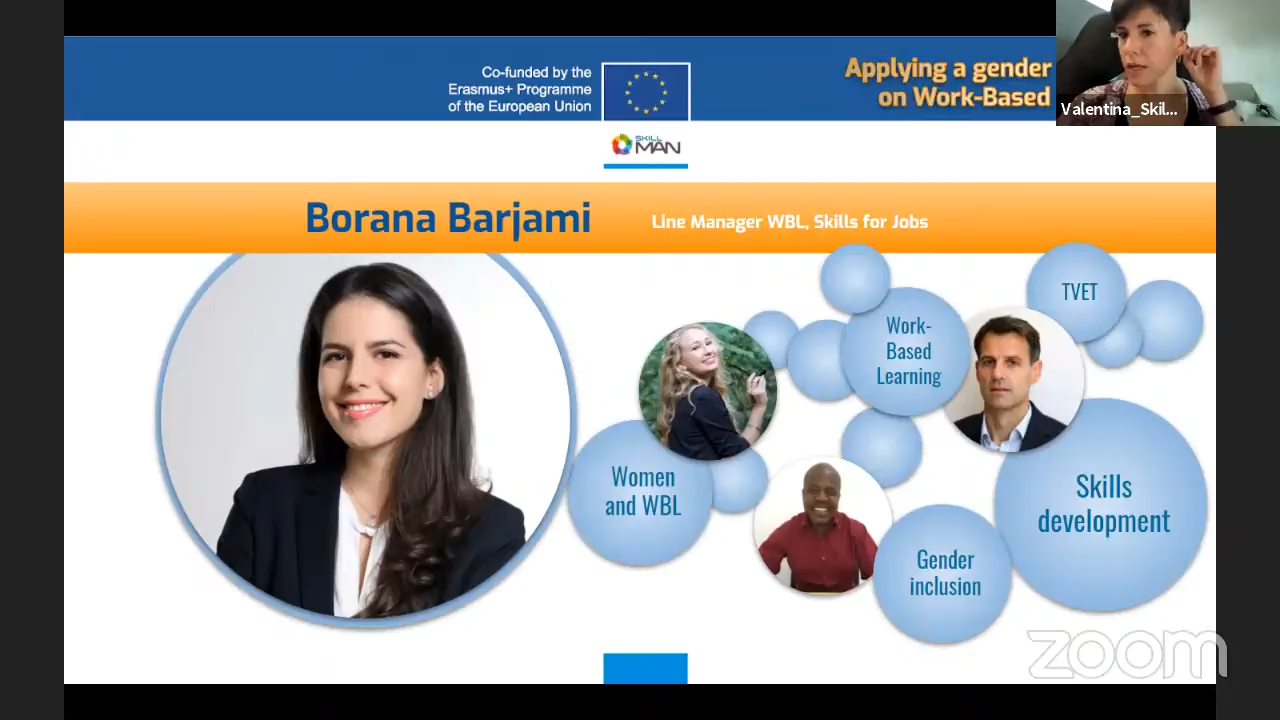 Co-funded by the
Erasmus+ Programme
of the European Union
Applying a gender
on Work-Based
Valentina_Skil...
SKILL
MAN
Borana Barjami
Line Manager WBL, Skills for Jobs
TVET
Work-
Based
Learning
Women
and WBL
Skills
development
Gender
inclusion
zoom